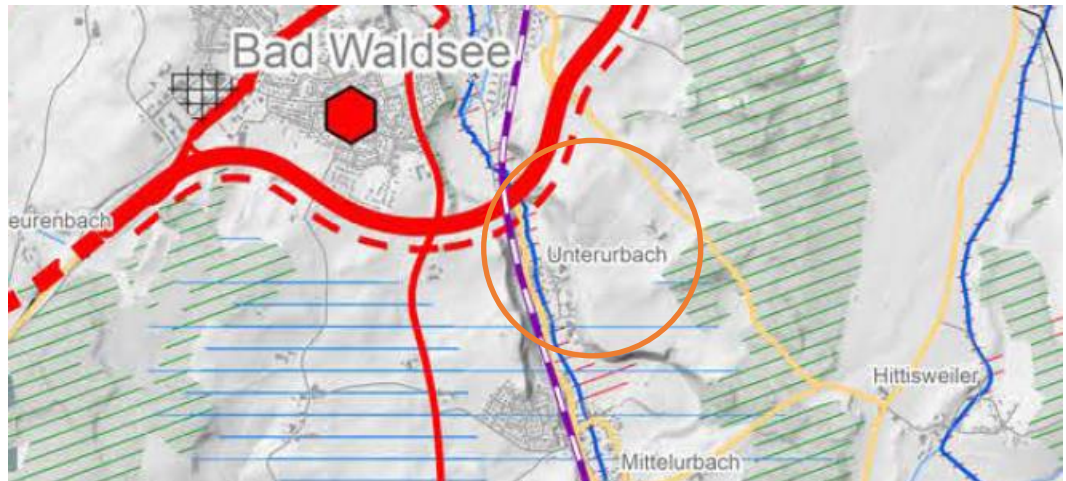 Bad Waldsee
eurenbach
Unterurbach
Hittisweiler
Mittelurbach